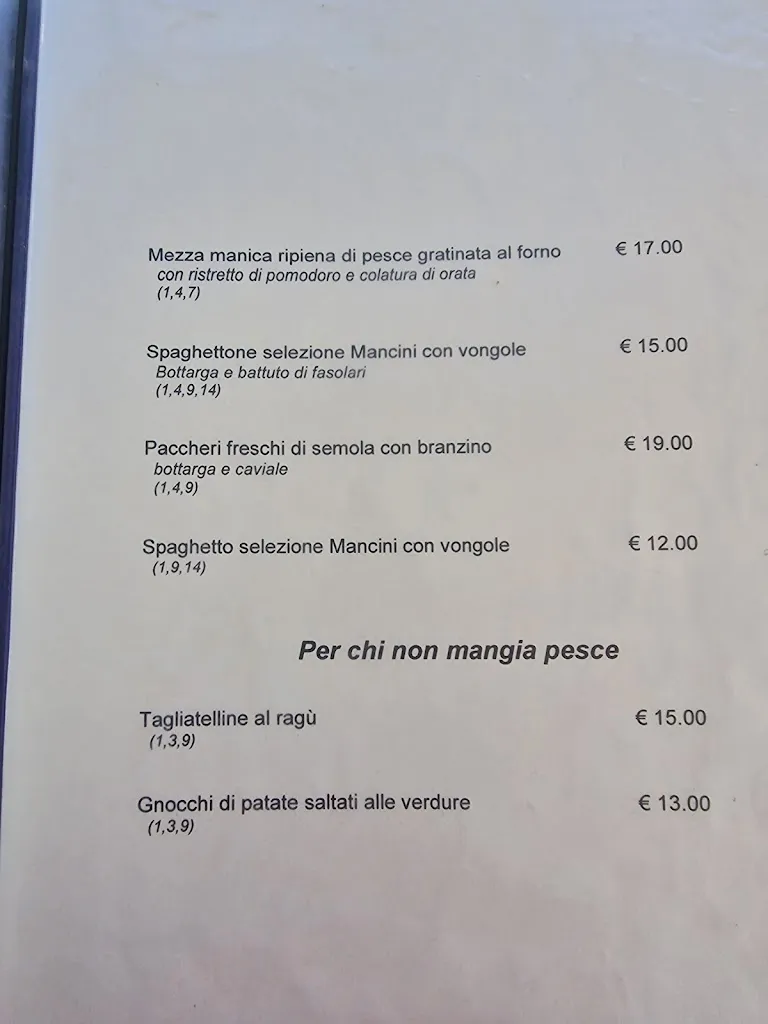 Mezza manica ripiena di pesce gratinata al forno € 17.00
con ristretto di pomodoro e colatura di orata
(1,4,7)
Spaghettone selezione Mancini con vongole € 15.00
Bottarga e battuto di fasolari
(1,4,9,14)
Paccheri freschi di semola con branzino € 19.00
bottarga e caviale
(1,4,9)
Spaghetto selezione Mancini con vongole € 12.00
(1,9,14)
Per chi non mangia pesce
Tagliatelline al ragù € 15.00
(1,3,9)
Gnocchi di patate saltati alle verdure € 13.00
(1,3,9)